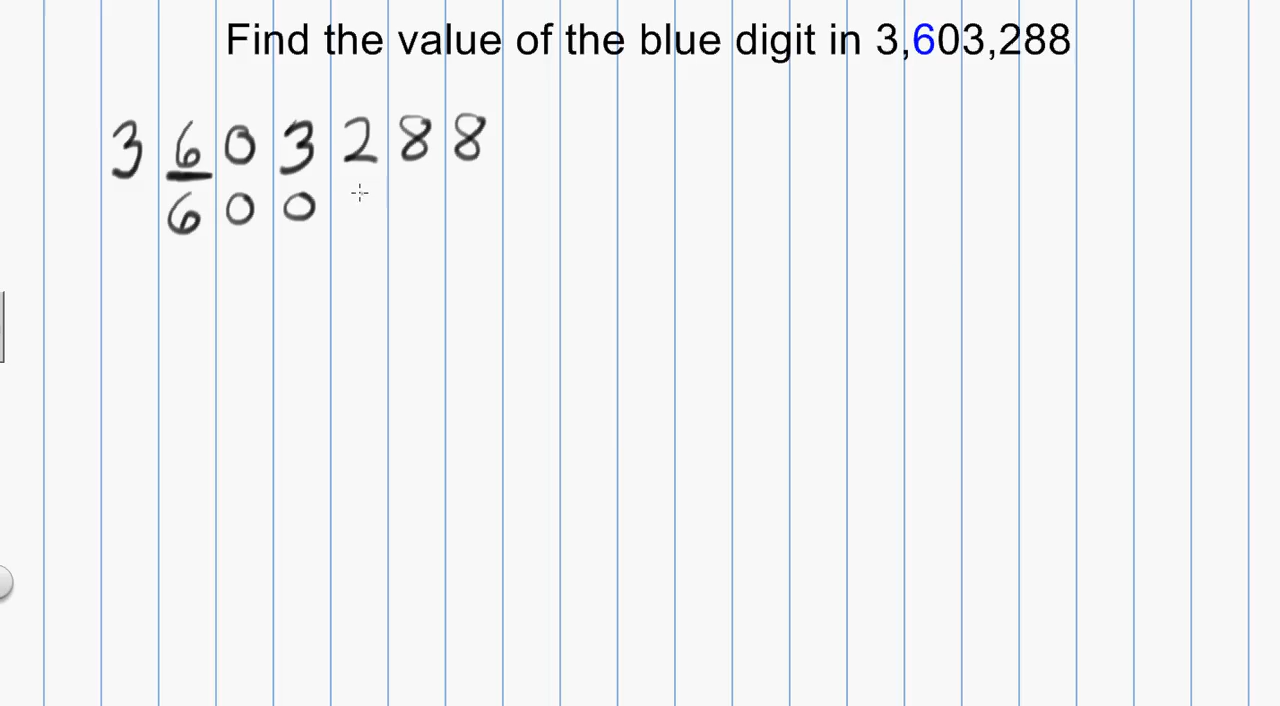 Find the value of the blue digit in 3,603,288
3 6 0 3 2 8 8
6 0 0